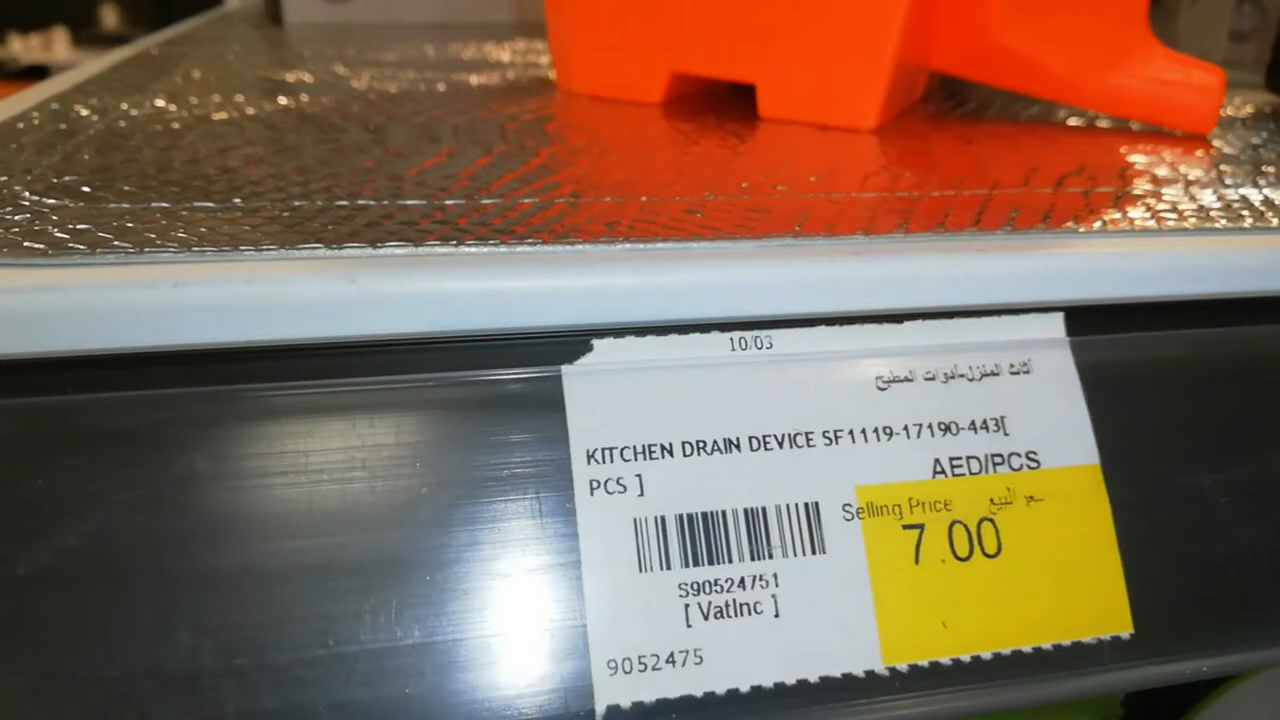 10/03
أثاث المنزل-أدوات المطبخ
KITCHEN DRAIN DEVICE SF1119-17190-443[
PCS ]
AED/PCS
Selling Price سعر البيع
7.00
S90524751
[ VatInc ]
9052475